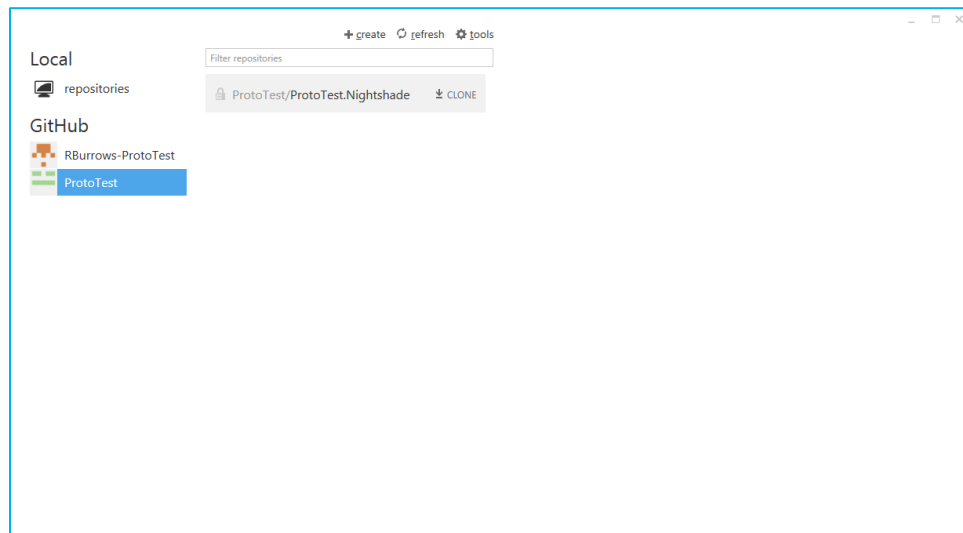 create refresh tools
Local
Filter repositories
repositories
ProtoTest/ProtoTest.Nightshade CLONE
GitHub
RBurrows-ProtoTest
ProtoTest